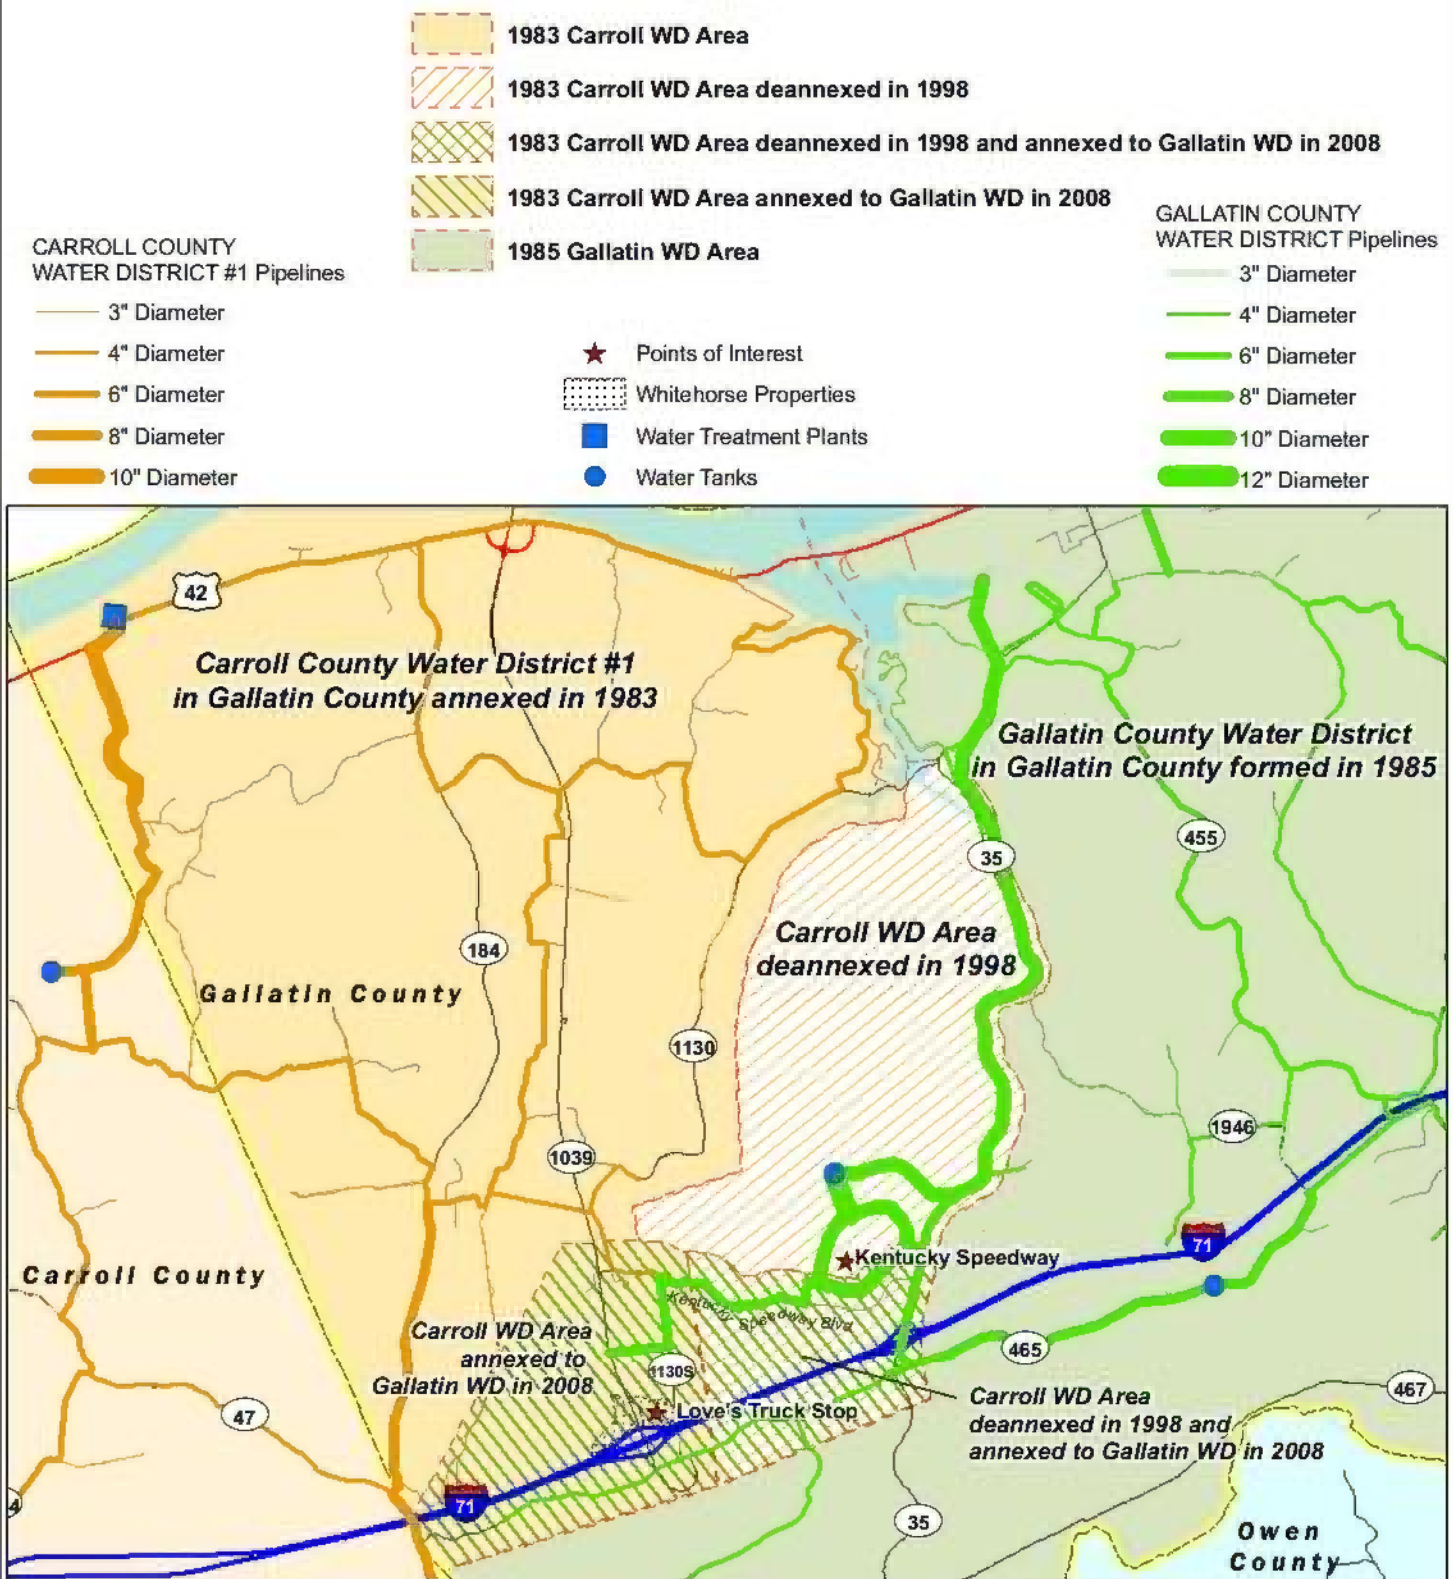 1983 Carroll WD Area
1983 Carroll WD Area deannexed in 1998
1983 Carroll WD Area deannexed in 1998 and annexed to Gallatin WD in 2008
1983 Carroll WD Area annexed to Gallatin WD in 2008
1985 Gallatin WD Area
CARROLL COUNTY
WATER DISTRICT #1 Pipelines
3" Diameter
4" Diameter
6" Diameter
8" Diameter
10" Diameter
Points of Interest
Whitehorse Properties
Water Treatment Plants
Water Tanks
GALLATIN COUNTY
WATER DISTRICT Pipelines
3" Diameter
4" Diameter
6" Diameter
8" Diameter
10" Diameter
12" Diameter
42
Carroll County Water District #1
in Gallatin County annexed in 1983
Gallatin County Water District
in Gallatin County formed in 1985
455
35
Carroll WD Area
deannexed in 1998
184
Gallatin County
1130
1946
1039
71
Kentucky Speedway
Carroll County
Kentucky Speedway Blvd
Carroll WD Area
annexed to
Gallatin WD in 2008
465
1130S
467
Carroll WD Area
deannexed in 1998 and
annexed to Gallatin WD in 2008
47
Love's Truck Stop
71
35
4
Owen
County